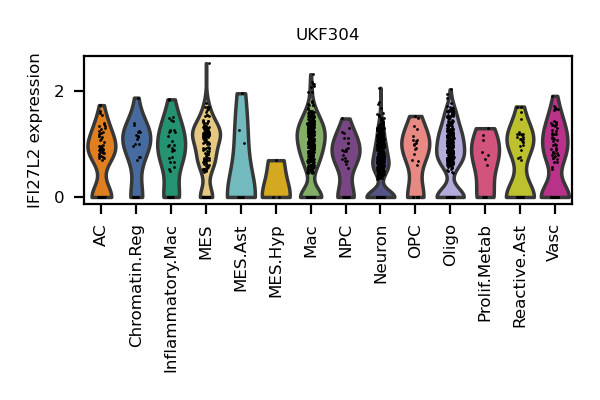 UKF304
IFI27L2 expression
2
0
AC
Chromatin.Reg
Inflammatory.Mac
MES
MES.Ast
MES.Hyp
Mac
NPC
Neuron
OPC
Oligo
Prolif.Metab
Reactive.Ast
Vasc